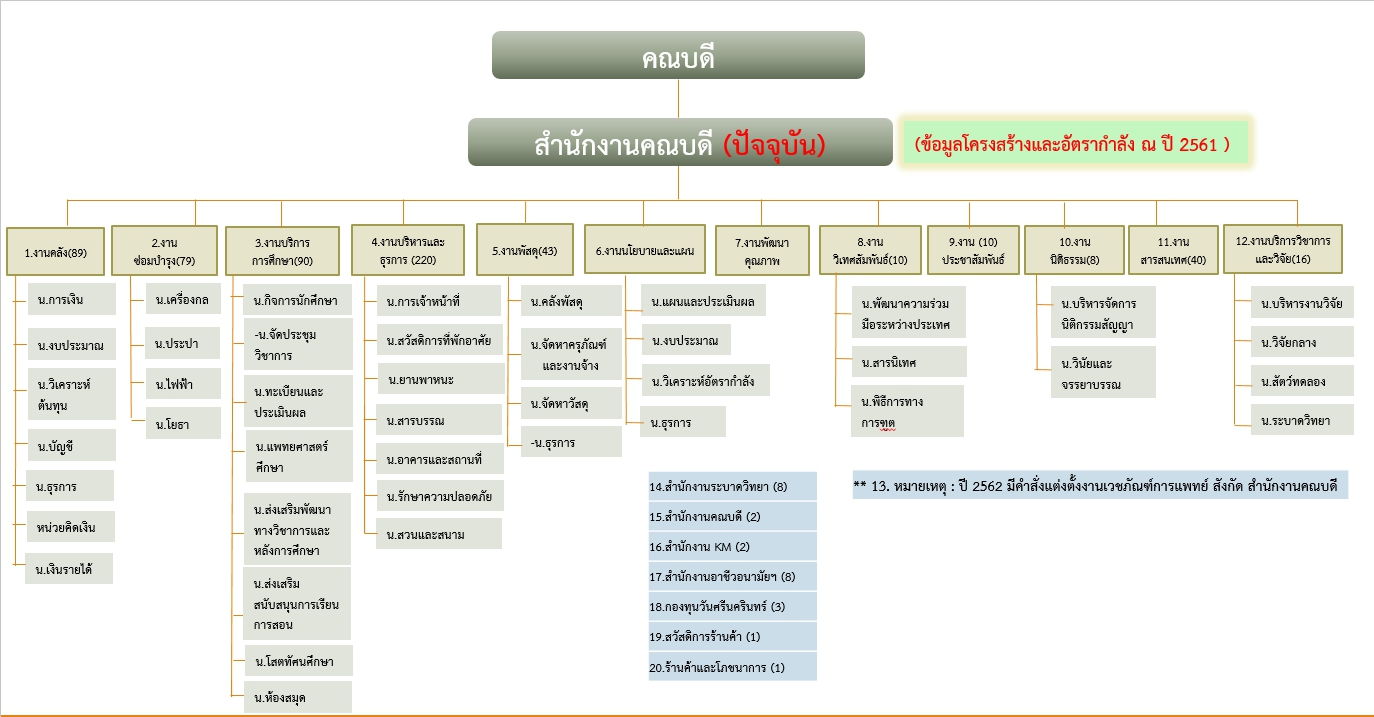 คณบดี
สำนักงานคณบดี (ปัจจุบัน)
(ข้อมูลโครงสร้างและอัตรากำลัง ณ ปี 2561 )
1.งานคลัง(89)
น.การเงิน
น.งบประมาณ
น.วิเคราะห์
ต้นทุน
น.บัญชี
น.ธุรการ
หน่วยคิดเงิน
น.เงินรายได้
2.งาน
ซ่อมบำรุง(79)
น.เครื่องกล
น.ประปา
น.ไฟฟ้า
น.โยธา
3.งานบริการ
การศึกษา(90)
น.กิจการนักศึกษา
-น.จัดประชุม
วิชาการ
น.ทะเบียนและ
ประเมินผล
น.แพทยศาสตร์
ศึกษา
น.ส่งเสริมพัฒนา
ทางวิชาการและ
หลังการศึกษา
น.ส่งเสริม
สนับสนุนการเรียน
การสอน
น.โสตทัศนศึกษา
น.ห้องสมุด
4.งานบริหารและ
ธุรการ (220)
น.การเจ้าหน้าที่
น.สวัสดิการที่พักอาศัย
น.ยานพาหนะ
น.สารบรรณ
น.อาคารและสถานที่
น.รักษาความปลอดภัย
น.สวนและสนาม
5.งานพัสดุ(43)
น.คลังพัสดุ
น.จัดหาครุภัณฑ์
และงานจ้าง
น.จัดหาวัสดุ
-น.ธุรการ
6.งานนโยบายและแผน
น.แผนและประเมินผล
น.งบประมาณ
น.วิเคราะห์อัตรากำลัง
น.ธุรการ
7.งานพัฒนา
คุณภาพ
8.งาน
วิเทศสัมพันธ์(10)
น.พัฒนาความร่วม
มือระหว่างประเทศ
น.สารนิเทศ
น.พิธีการทาง
การฑูต
9.งาน (10)
ประชาสัมพันธ์
10.งาน
นิติธรรม(8)
น.บริหารจัดการ
นิติกรรมสัญญา
น.วินัยและ
จรรยาบรรณ
11.งาน
สารสนเทศ(40)
12.งานบริการวิชาการ
และวิจัย(16)
น.บริหารงานวิจัย
น.วิจัยกลาง
น.สัตว์ทดลอง
น.ระบาดวิทยา
** 13. หมายเหตุ : ปี 2562 มีคำสั่งแต่งตั้งงานเวชภัณฑ์การแพทย์ สังกัด สำนักงานคณบดี
14.สำนักงานระบาดวิทยา (8)
15.สำนักงานคณบดี (2)
16.สำนักงาน KM (2)
17.สำนักงานอาชีวอนามัยฯ (8)
18.กองทุนวันศรีนครินทร์ (3)
19.สวัสดิการร้านค้า (1)
20.ร้านค้าและโภชนาการ (1)